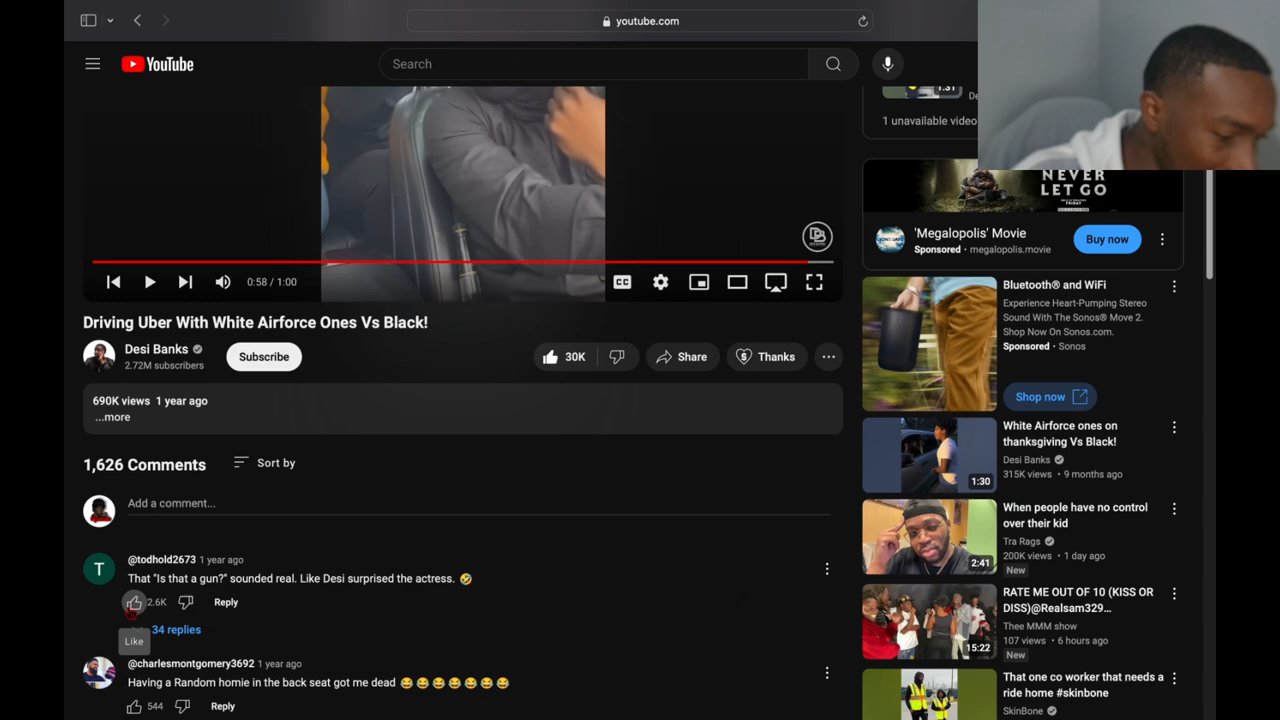 youtube.com
YouTube
Search
0:58 / 1:00
CC
Driving Uber With White Airforce Ones Vs Black!
Desi Banks
2.72M subscribers
Subscribe
30K
Share
Thanks
690K views 1 year ago
...more
1,626 Comments
Sort by
Add a comment...
T
@todhold2673 1 year ago
That "Is that a gun?" sounded real. Like Desi surprised the actress. 🤣
2.6K
Reply
34 replies
Like
@charlesmontgomery3692 1 year ago
Having a Random homie in the back seat got me dead 😂😂😂😂😂😂😂
544
Reply
1:31
De
1 unavailable video
NEVER
LET GO
FRIDAY
'Megalopolis' Movie
Sponsored • megalopolis.movie
Buy now
Bluetooth® and WiFi
Experience Heart-Pumping Stereo
Sound With The Sonos® Move 2.
Shop Now On Sonos.com.
Sponsored • Sonos
Shop now
White Airforce ones on
thanksgiving Vs Black!
Desi Banks
315K views • 9 months ago
1:30
When people have no control
over their kid
Tra Rags
200K views • 1 day ago
New
2:41
RATE ME OUT OF 10 (KISS OR
DISS)@Realsam329...
Thee MMM show
107 views • 6 hours ago
New
15:22
That one co worker that needs a
ride home #skinbone
SkinBone